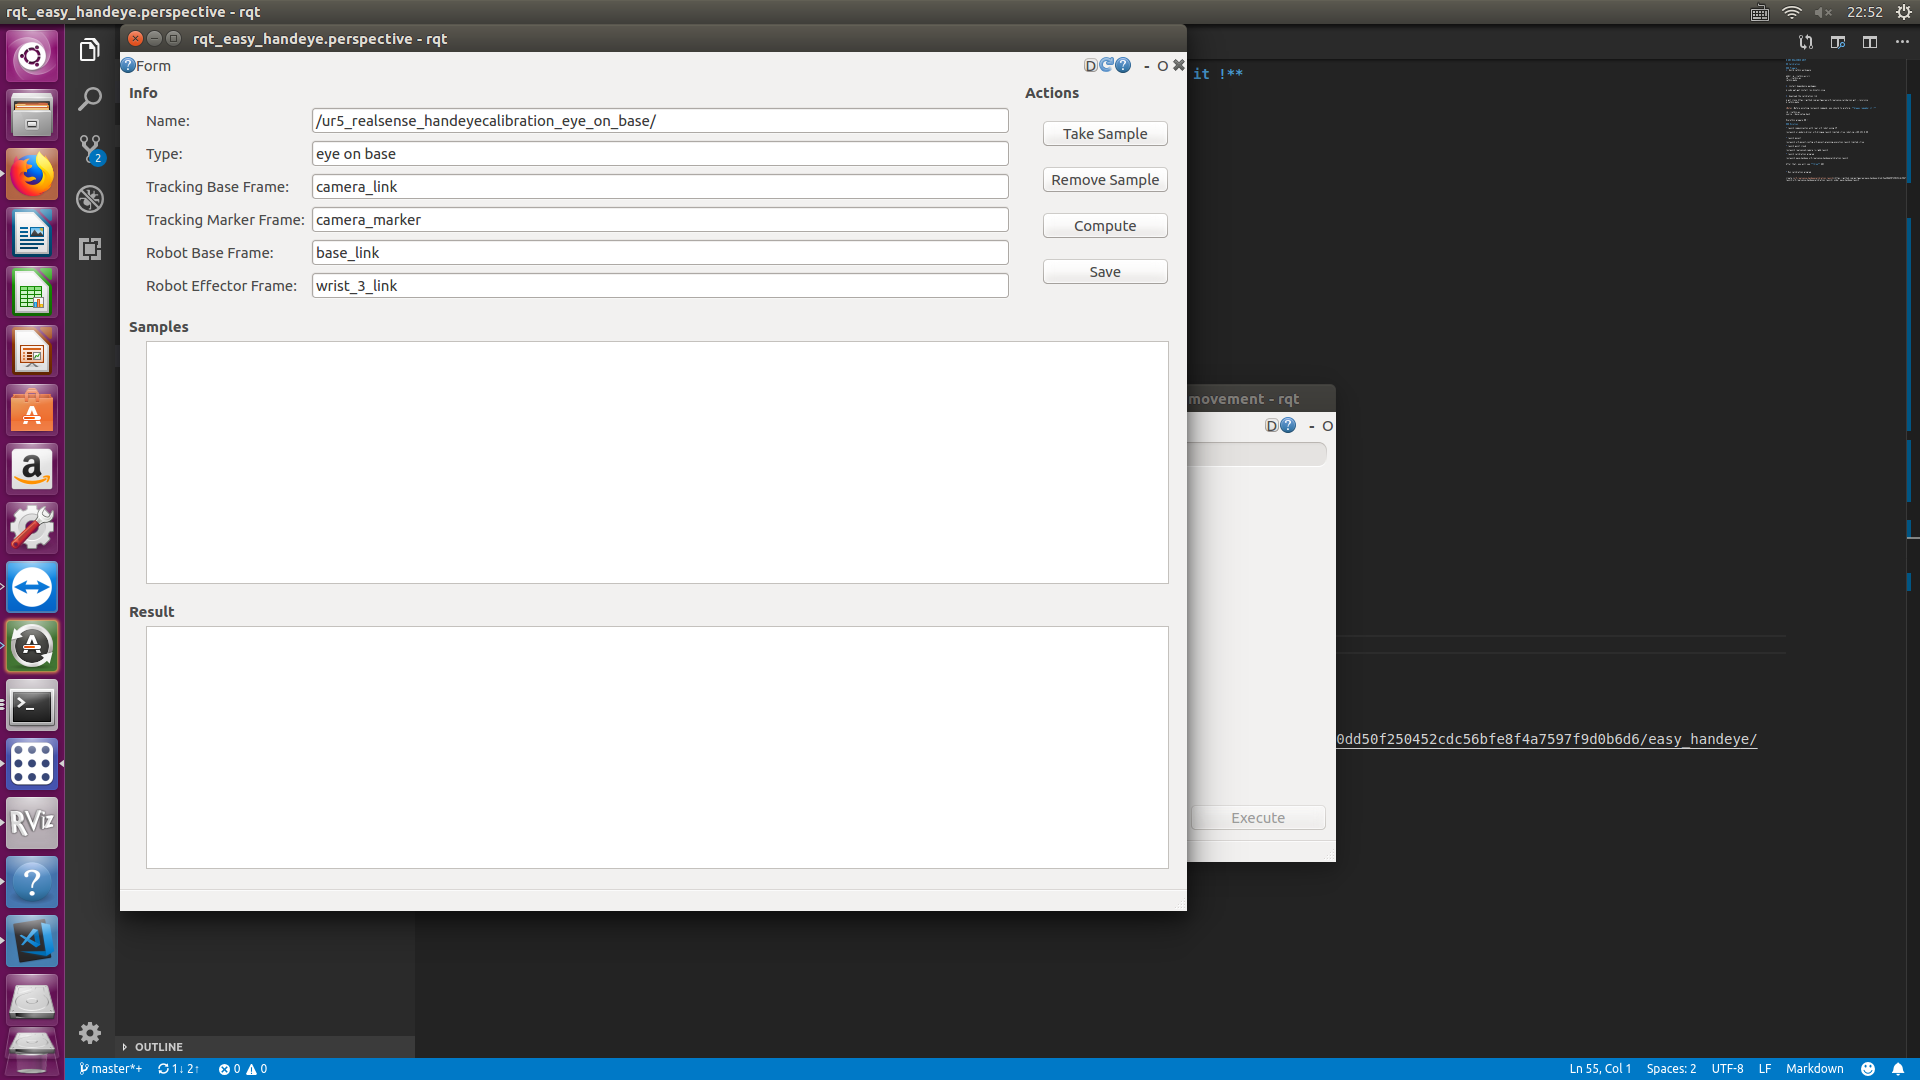 rqt_easy_handeye.perspective - rqt
22:52
rqt_easy_handeye.perspective - rqt
Form
D
- O
Info
Actions
Name:
/ur5_realsense_handeyecalibration_eye_on_base/
Take Sample
Type:
eye on base
Tracking Base Frame:
camera_link
Remove Sample
Tracking Marker Frame:
camera_marker
Compute
Robot Base Frame:
base_link
Robot Effector Frame:
wrist_3_link
Save
Samples
Result
it !**
movement - rqt
D
- O
Execute
0dd50f250452cdc56bfe8f4a7597f9d0b6d6/easy_handeye/
2
a
RViz
OUTLINE
master*+
1↓ 2↑
0
0
Ln 55, Col 1
Spaces: 2
UTF-8
LF
Markdown